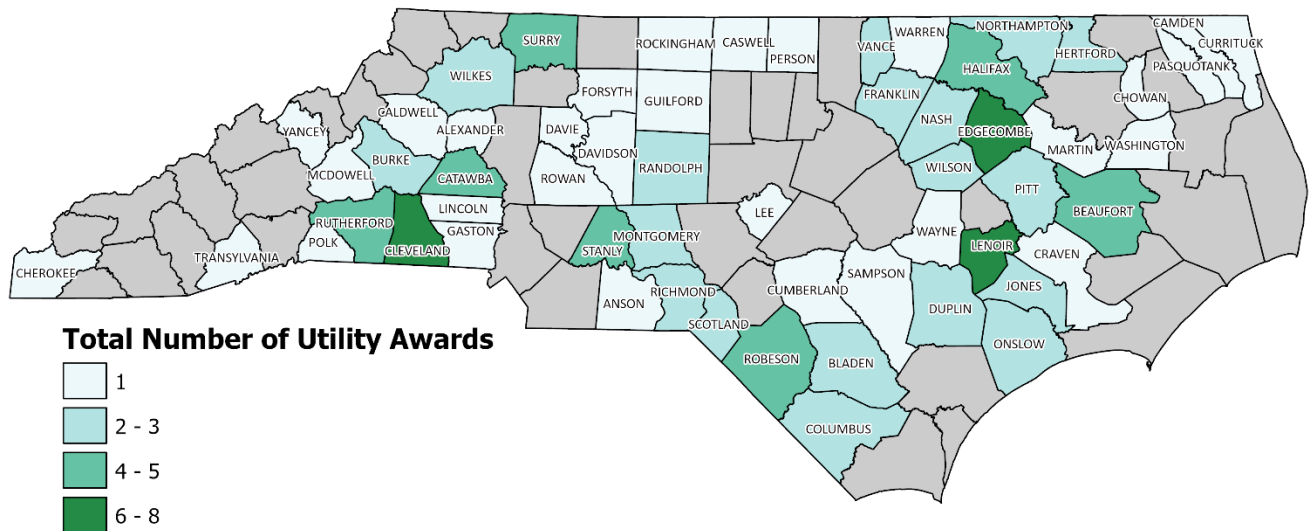 SURRY
ROCKINGHAM
CASWELL
PERSON
VANCE
WARREN
NORTHAMPTON
HERTFORD
CAMDEN
CURRITUCK
PASQUOTANK
WILKES
HALIFAX
FORSYTH
GUILFORD
FRANKLIN
CHOWAN
CALDWELL
ALEXANDER
YANCEY
DAVIE
NASH
EDGECOMBE
BURKE
DAVIDSON
MARTIN
WASHINGTON
MCDOWELL
CATAWBA
ROWAN
RANDOLPH
WILSON
PITT
LINCOLN
BEAUFORT
RUTHERFORD
GASTON
LEE
POLK
CLEVELAND
STANLY
MONTGOMERY
WAYNE
LENOIR
CRAVEN
TRANSYLVANIA
CHEROKEE
SAMPSON
ANSON
RICHMOND
CUMBERLAND
JONES
SCOTLAND
DUPLIN
ONSLOW
ROBESON
BLADEN
COLUMBUS
Total Number of Utility Awards
1
2 - 3
4 - 5
6 - 8